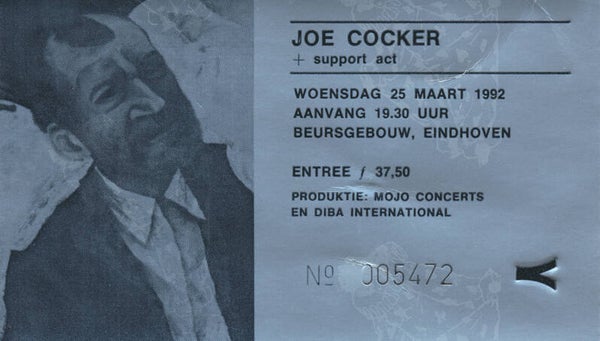 JOE COCKER
+ support act
WOENSDAG 25 MAART 1992
AANVANG 19.30 UUR
BEURSGEBOUW, EINDHOVEN
ENTREE ƒ 37,50
PRODUKTIE: MOJO CONCERTS
EN DIBA INTERNATIONAL
Nº 005472